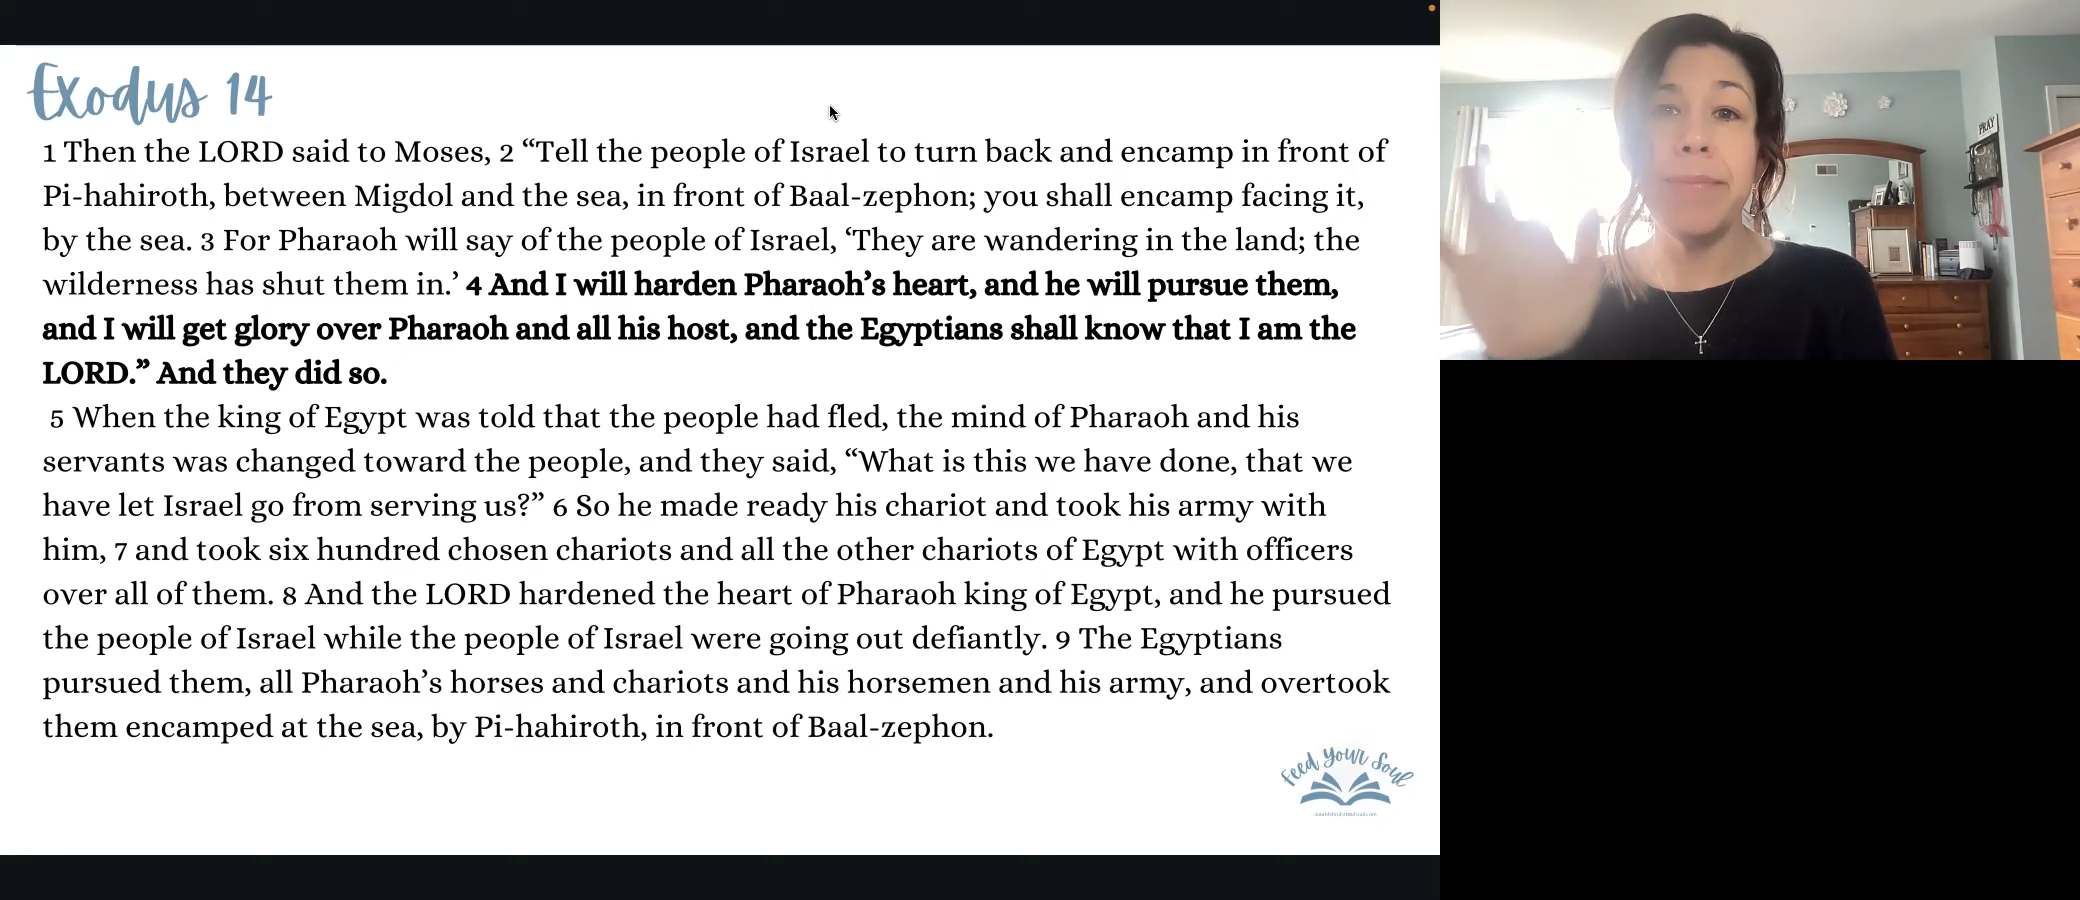 Exodus 14
1 Then the LORD said to Moses, 2 “Tell the people of Israel to turn back and encamp in front of
Pi-hahiroth, between Migdol and the sea, in front of Baal-zephon; you shall encamp facing it,
by the sea. 3 For Pharaoh will say of the people of Israel, ‘They are wandering in the land; the
wilderness has shut them in.’ 4 And I will harden Pharaoh’s heart, and he will pursue them,
and I will get glory over Pharaoh and all his host, and the Egyptians shall know that I am the
LORD.” And they did so.
5 When the king of Egypt was told that the people had fled, the mind of Pharaoh and his
servants was changed toward the people, and they said, “What is this we have done, that we
have let Israel go from serving us?” 6 So he made ready his chariot and took his army with
him, 7 and took six hundred chosen chariots and all the other chariots of Egypt with officers
over all of them. 8 And the LORD hardened the heart of Pharaoh king of Egypt, and he pursued
the people of Israel while the people of Israel were going out defiantly. 9 The Egyptians
pursued them, all Pharaoh’s horses and chariots and his horsemen and his army, and overtook
them encamped at the sea, by Pi-hahiroth, in front of Baal-zephon.
Feed Your Soul
PRAY